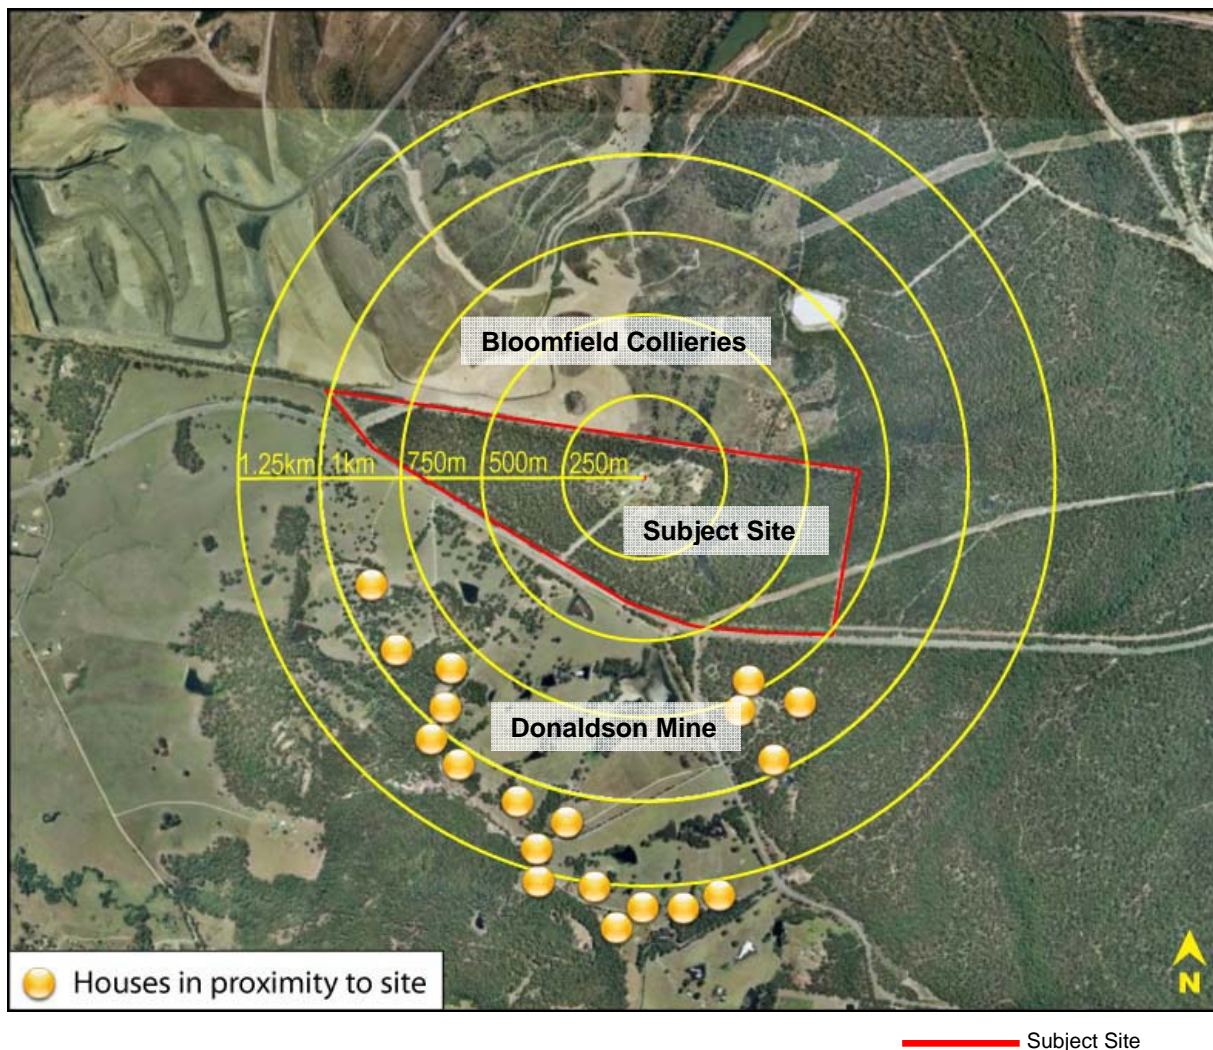 Bloomfield Collieries
1.25km 1km 750m 500m 250m
Subject Site
Donaldson Mine
Houses in proximity to site
N
Subject Site